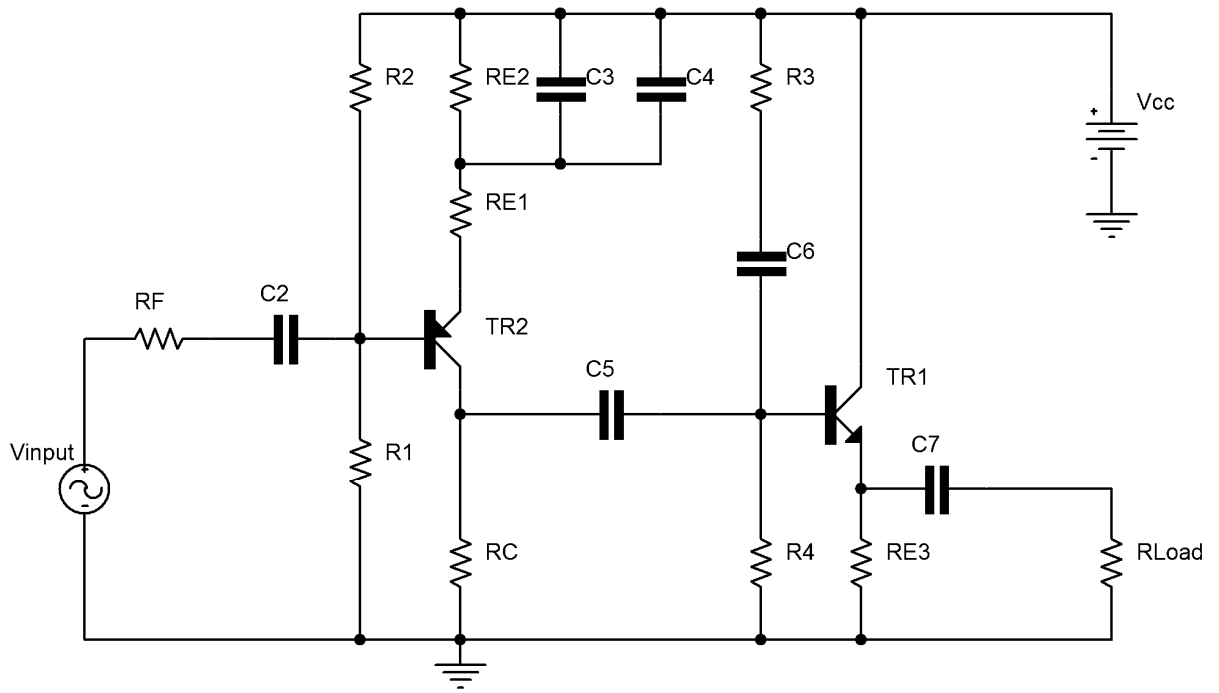 R2
RE2
C3
C4
R3
Vcc
+
-
RE1
C6
RF
C2
TR2
C5
TR1
Vinput
+
-
R1
C7
RC
R4
RE3
RLoad